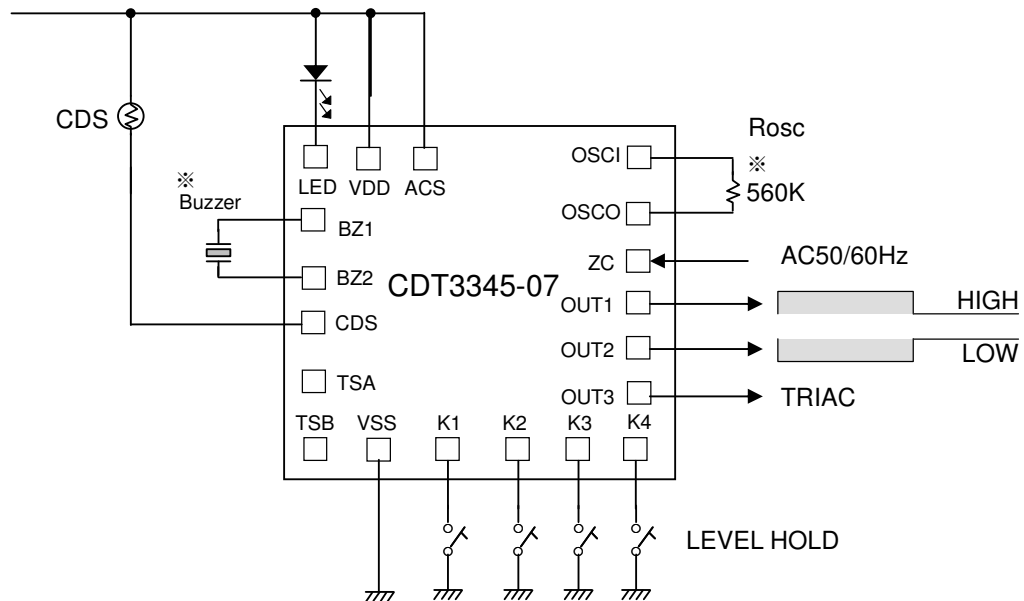 CDS
LED
VDD
ACS
※
Buzzer
BZ1
BZ2
CDS
TSA
TSB
VSS
K1
K2
K3
K4
CDT3345-07
OSCI
OSCO
ZC
OUT1
OUT2
OUT3
Rosc
※
560K
AC50/60Hz
HIGH
LOW
TRIAC
LEVEL HOLD